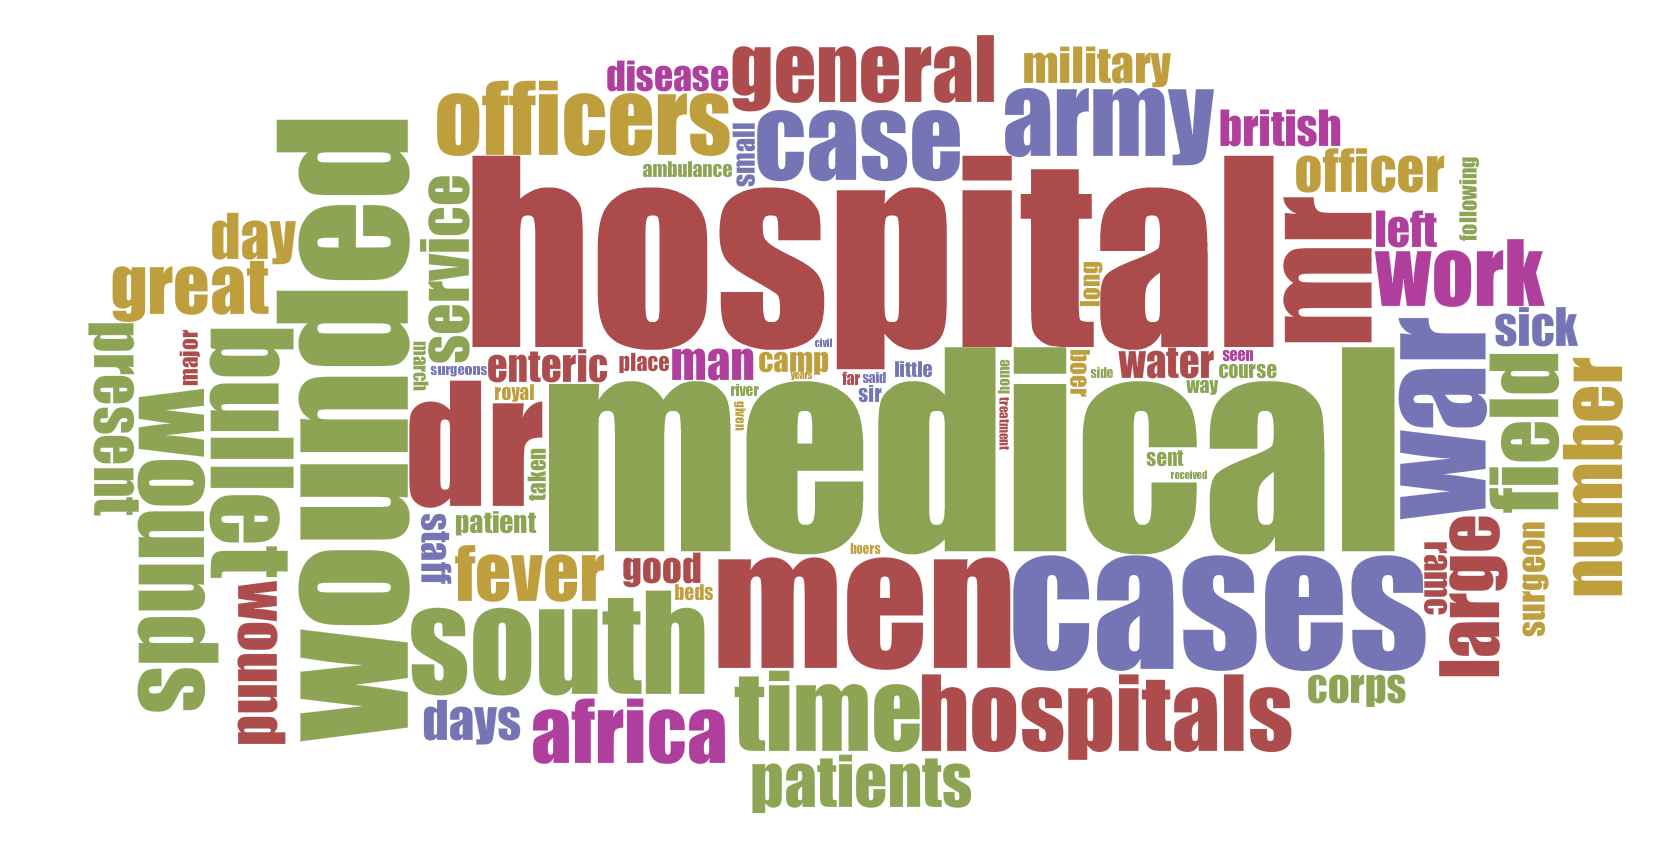 general
military
disease
officers
case
army
british
small
ambulance
officer
following
hospital
service
wounded
day
great
mr
left
work
long
sick
present
major
bullet
wounds
wound
march
surgeons
enteric
place
man
camp
civil
years
far
said
sir
little
home
treatment
boer
side
water
seen
way
course
war
field
number
royal
river
given
dr
medical
taken
sent
received
patient
staff
fever
good
beds
boers
men
cases
ramc
large
surgeon
south
days
africa
time
hospitals
corps
patients